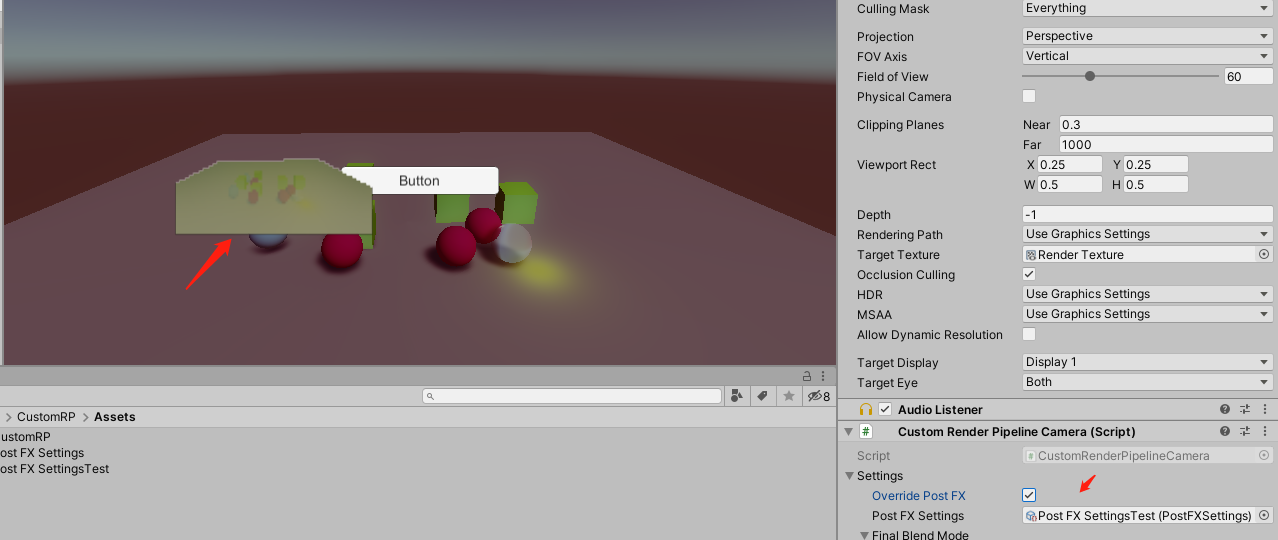 Culling Mask Everything
Projection Perspective
FOV Axis Vertical
Field of View 60
Physical Camera
Clipping Planes Near 0.3
Far 1000
Viewport Rect X 0.25 Y 0.25
W 0.5 H 0.5
Depth -1
Rendering Path Use Graphics Settings
Target Texture Render Texture
Occlusion Culling
HDR Use Graphics Settings
MSAA Use Graphics Settings
Allow Dynamic Resolution
Target Display Display 1
Target Eye Both
Audio Listener
Custom Render Pipeline Camera (Script)
Script CustomRenderPipelineCamera
Settings
Override Post FX
Post FX Settings Post FX SettingsTest (PostFXSettings)
Final Blend Mode
Button
8
CustomRP > Assets
ustomRP
ost FX Settings
ost FX SettingsTest